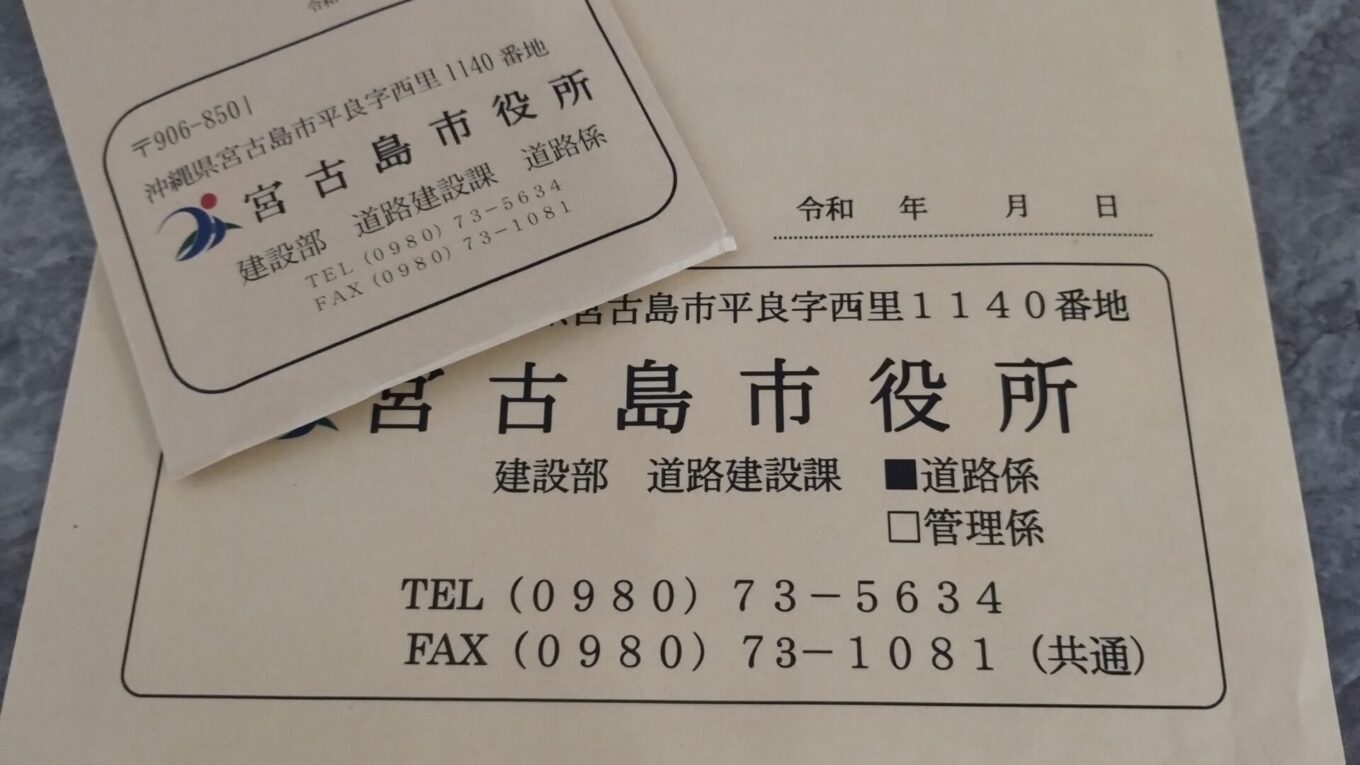 令和
〒906-8501
沖縄県宮古島市平良字西里1140番地
宮古島市役所
建設部 道路建設課 道路係
TEL (0980) 73-5634
FAX (0980) 73-1081
令和 年 月 日
宮古島市平良字西里1140番地
宮古島市役所
建設部 道路建設課 ■道路係
□管理係
TEL (0980) 73-5634
FAX (0980) 73-1081 (共通)